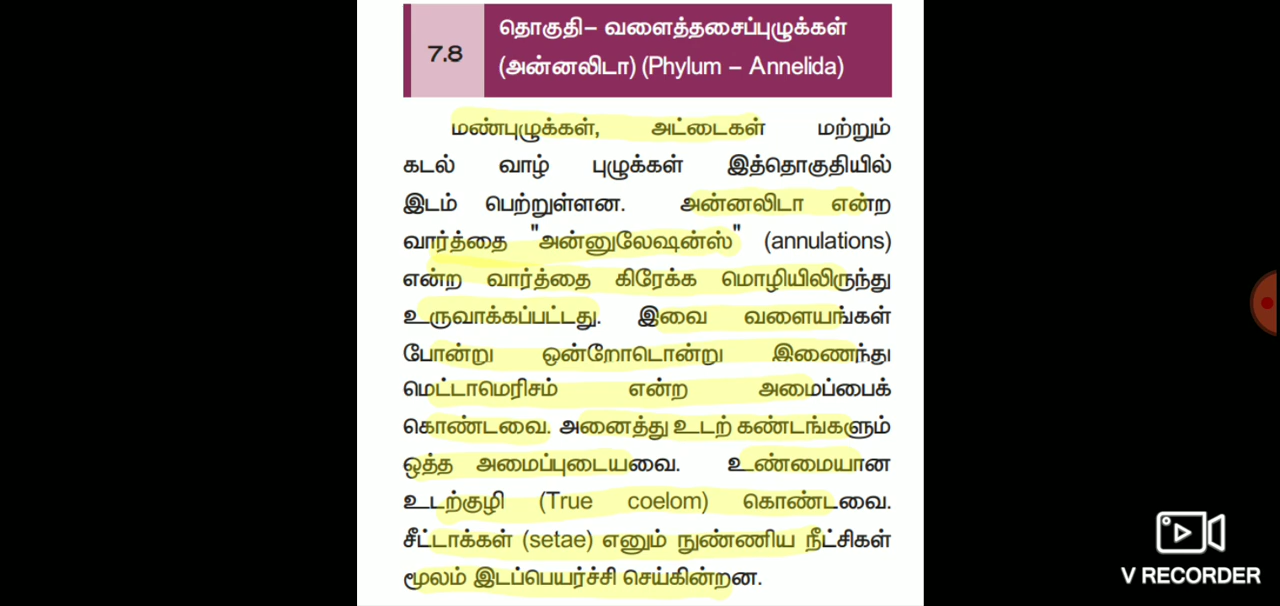 7.8
தொகுதி– வளைத்தசைப்புழுக்கள்
(அன்னலிடா) (Phylum – Annelida)
மண்புழுக்கள், அட்டைகள் மற்றும்
கடல் வாழ் புழுக்கள் இத்தொகுதியில்
இடம் பெற்றுள்ளன. அன்னலிடா என்ற
வார்த்தை "அன்னுலேஷன்ஸ்" (annulations)
என்ற வார்த்தை கிரேக்க மொழியிலிருந்து
உருவாக்கப்பட்டது. இவை வளையங்கள்
போன்று ஒன்றோடொன்று இணைந்து
மெட்டாமெரிசம் என்ற அமைப்பைக்
கொண்டவை. அனைத்து உடற் கண்டங்களும்
ஒத்த அமைப்புடையவை. உண்மையான
உடற்குழி (True coelom) கொண்டவை.
சீட்டாக்கள் (setae) எனும் நுண்ணிய நீட்சிகள்
மூலம் இடப்பெயர்ச்சி செய்கின்றன.
V RECORDER